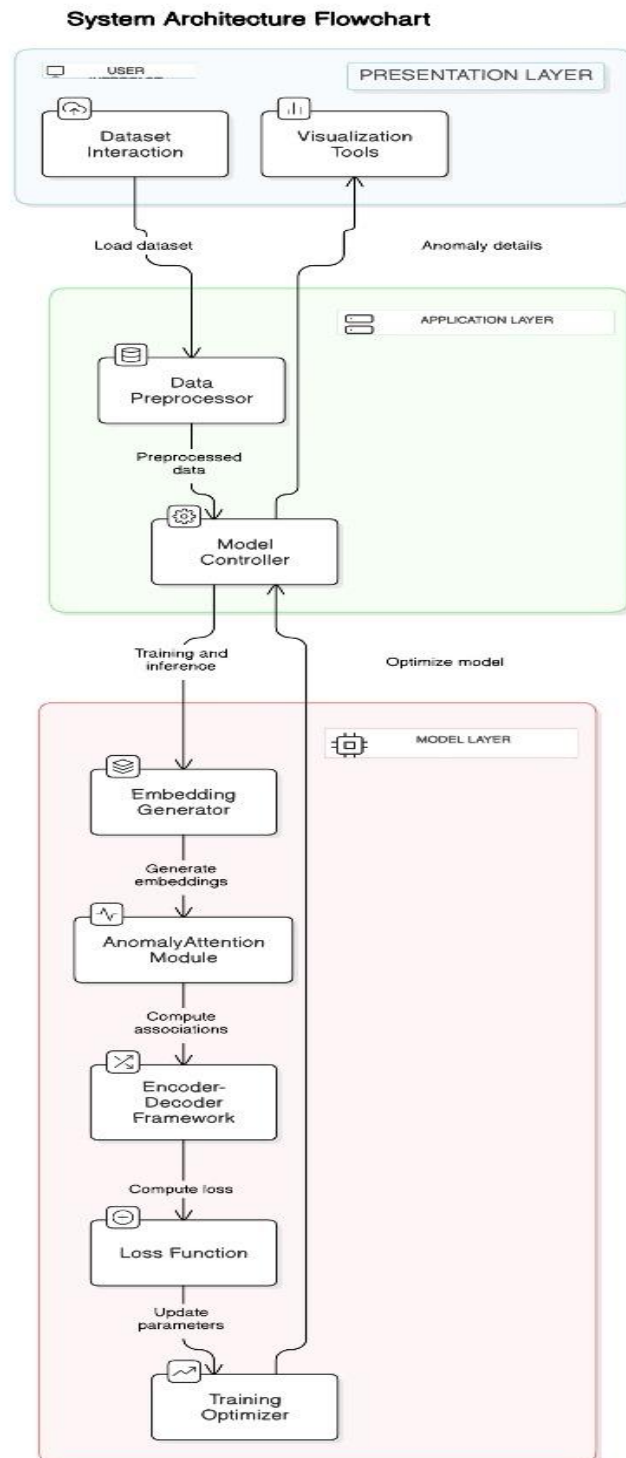 System Architecture Flowchart
USER
PRESENTATION LAYER
Dataset
Interaction
Visualization
Tools
Load dataset
Anomaly details
APPLICATION LAYER
Data
Preprocessor
Preprocessed
data
Model
Controller
Training and
inference
Optimize model
MODEL LAYER
Embedding
Generator
Generate
embeddings
AnomalyAttention
Module
Compute
associations
Encoder-
Decoder
Framework
Compute loss
Loss Function
Update
parameters
Training
Optimizer